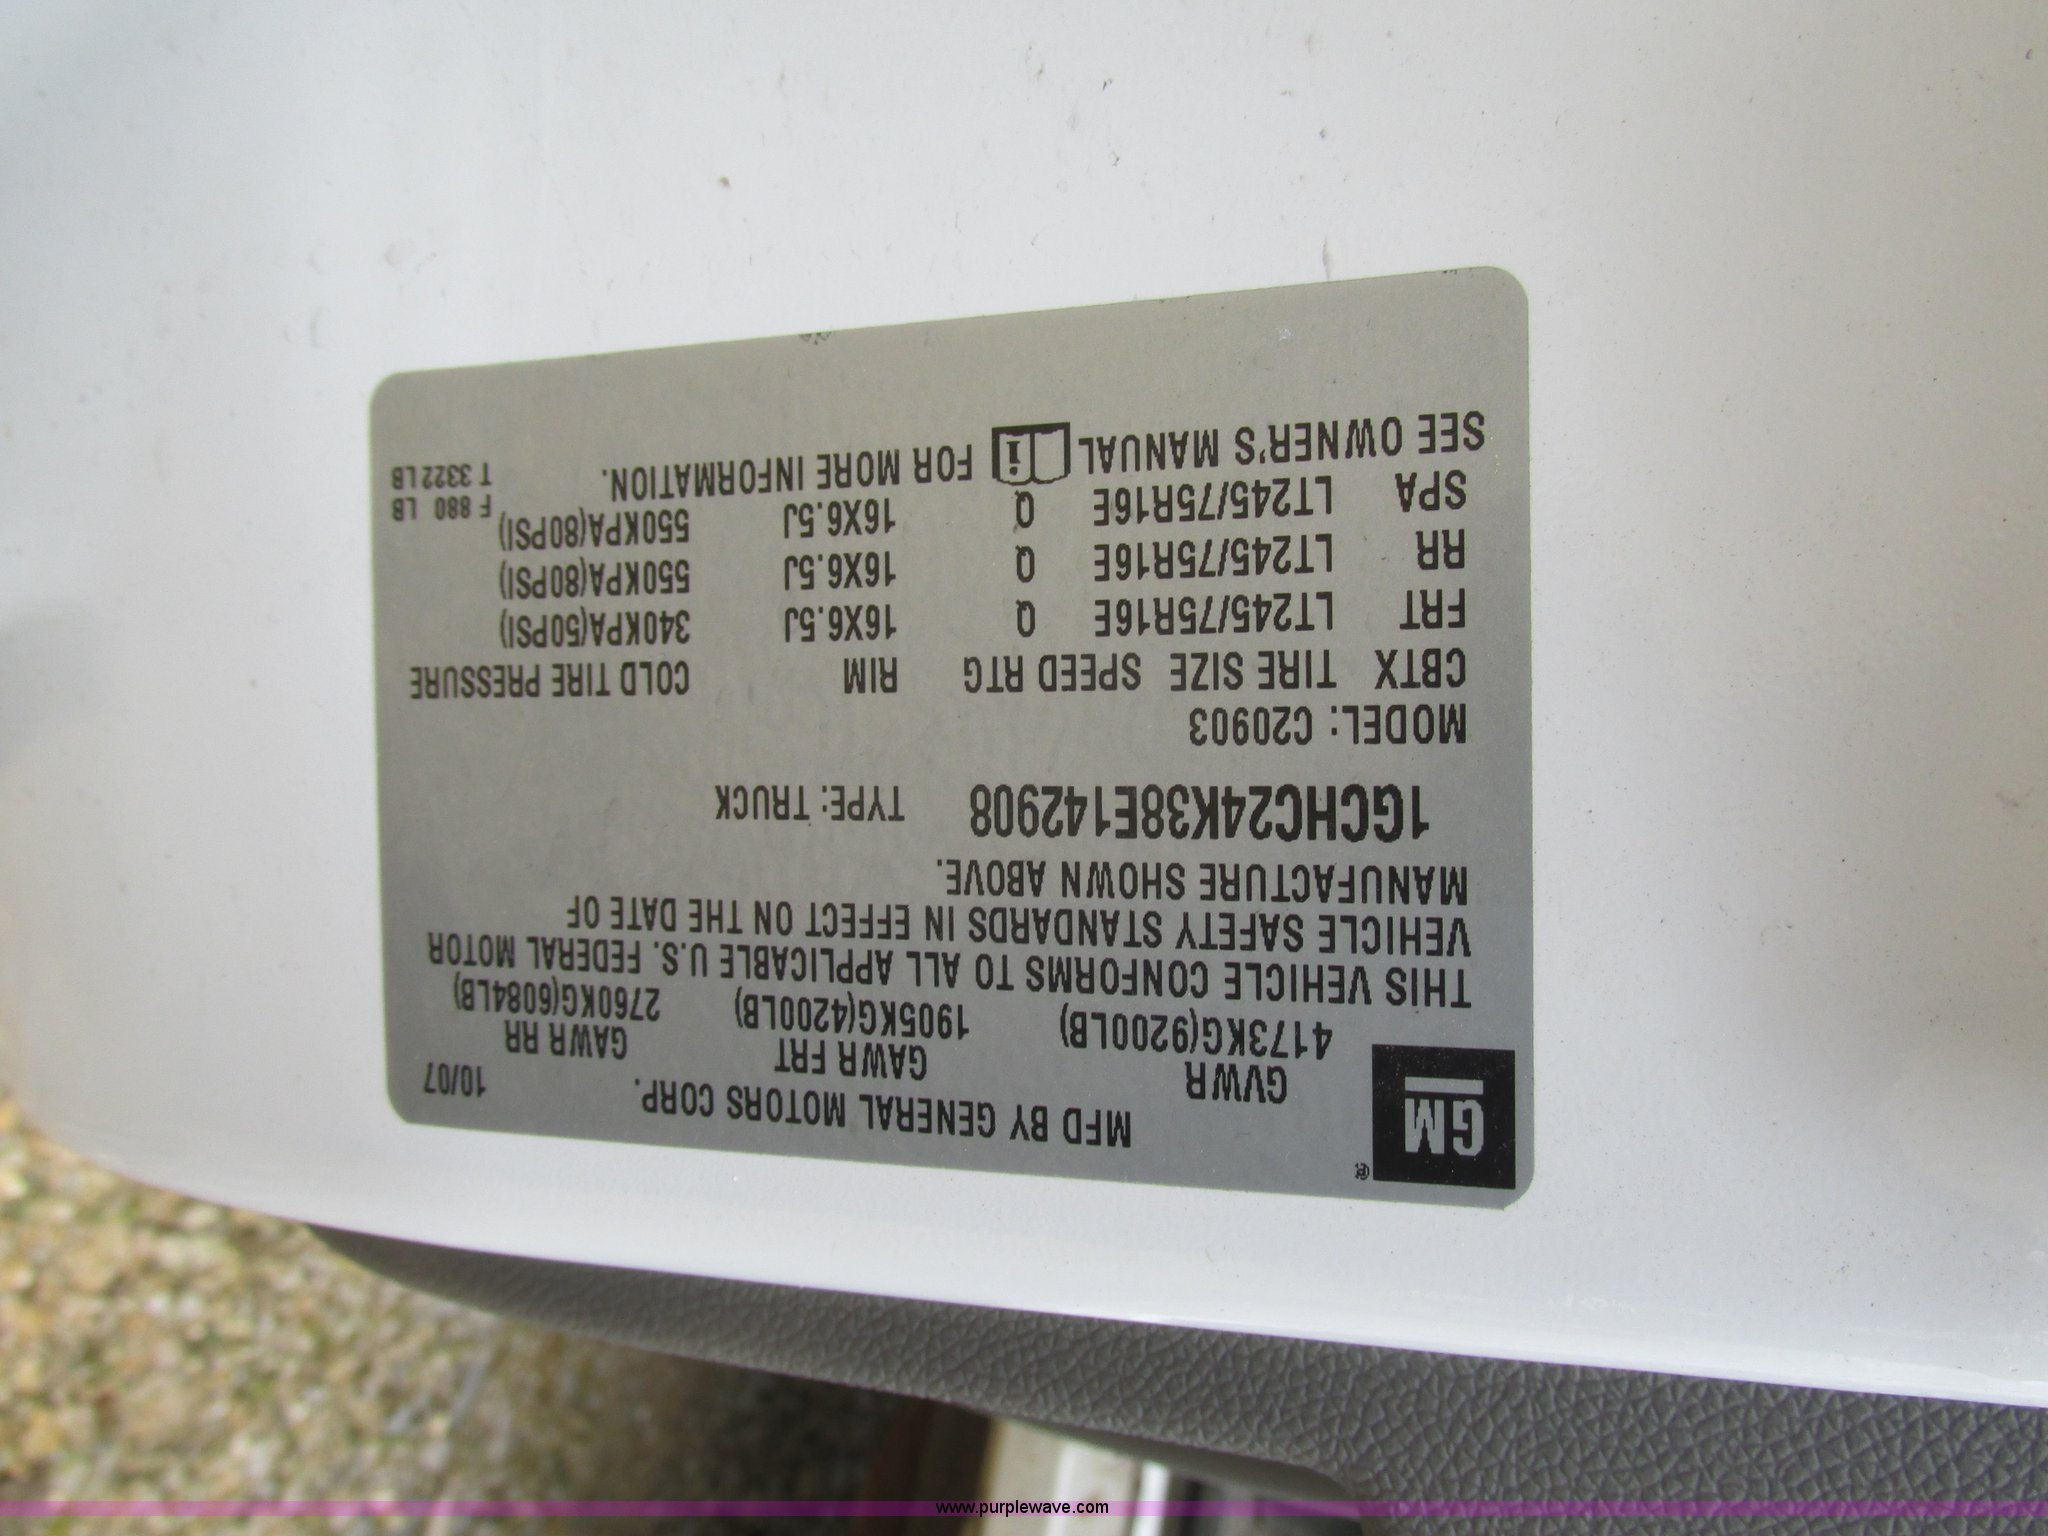 GM®
MFD BY GENERAL MOTORS CORP. 10/07
GVWR GAWR FRT GAWR RR
4173KG(9200LB) 1905KG(4200LB) 2760KG(6084LB)
THIS VEHICLE CONFORMS TO ALL APPLICABLE U.S. FEDERAL MOTOR
VEHICLE SAFETY STANDARDS IN EFFECT ON THE DATE OF
MANUFACTURE SHOWN ABOVE.
1GCHC24K38E142908 TYPE: TRUCK
MODEL: C20903
CBTX TIRE SIZE SPEED RTG RIM COLD TIRE PRESSURE
FRT LT245/75R16E Q 16X6.5J 340KPA(50PSI)
RR LT245/75R16E Q 16X6.5J 550KPA(80PSI)
SPA LT245/75R16E Q 16X6.5J 550KPA(80PSI) F 880 LB
SEE OWNER'S MANUAL i FOR MORE INFORMATION. T 3322LB
www.purplewave.com